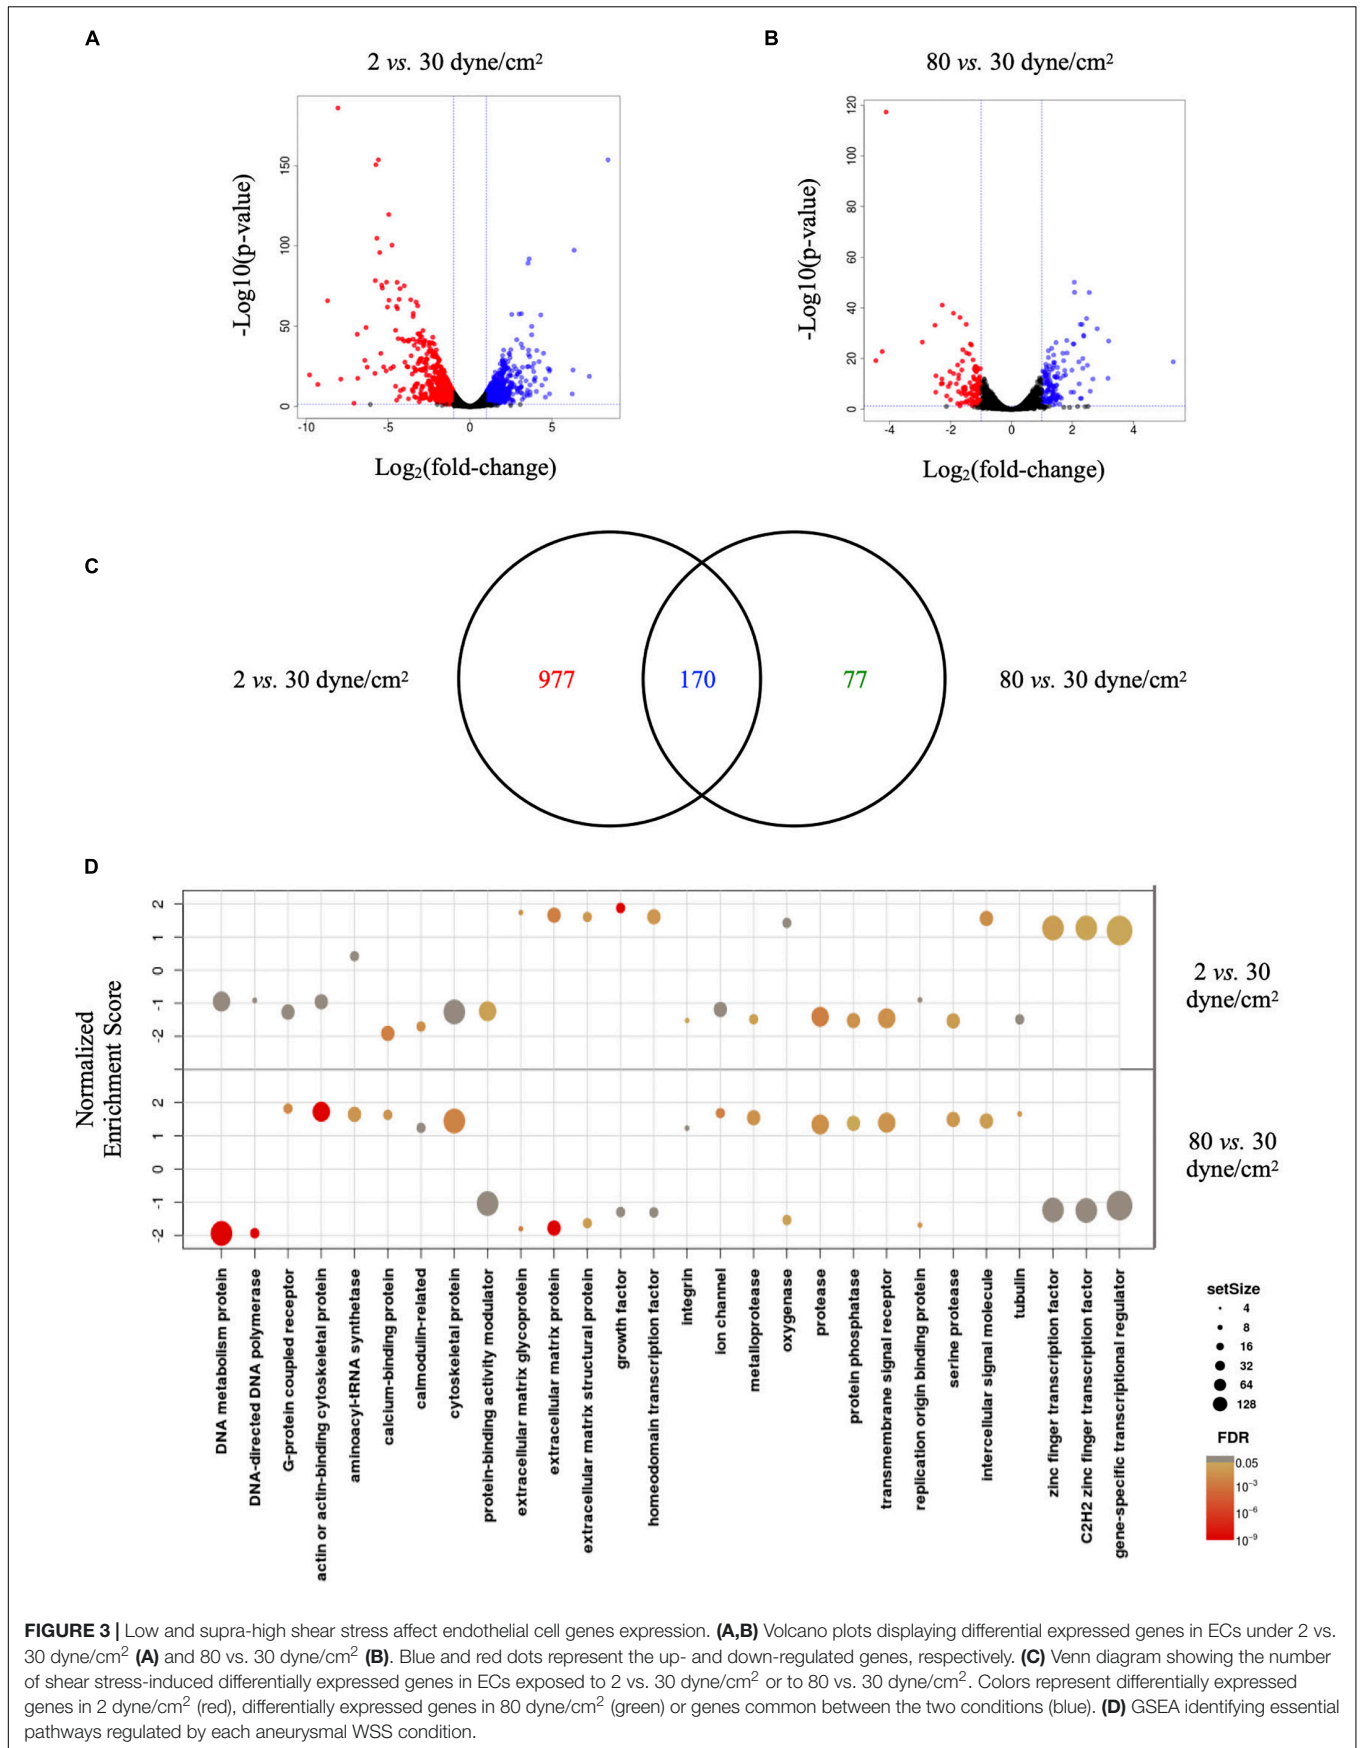 A
B
2 vs. 30 dyne/cm²
80 vs. 30 dyne/cm²
-Log10(p-value)
150
100
50
0
-10
-5
0
5
Log₂(fold-change)
-Log10(p-value)
120
100
80
60
40
20
0
-4
-2
0
2
4
Log₂(fold-change)
C
2 vs. 30 dyne/cm²
977
170
77
80 vs. 30 dyne/cm²
D
Normalized
Enrichment Score
2
1
0
-1
-2
2
1
0
-1
-2
2 vs. 30
dyne/cm²
80 vs. 30
dyne/cm²
DNA metabolism protein
DNA-directed DNA polymerase
G-protein coupled receptor
actin or actin-binding cytoskeletal protein
aminoacyl-tRNA synthetase
calcium-binding protein
calmodulin-related
cytoskeletal protein
protein-binding activity modulator
extracellular matrix glycoprotein
extracellular matrix protein
extracellular matrix structural protein
growth factor
homeodomain transcription factor
integrin
ion channel
metalloprotease
oxygenase
protease
protein phosphatase
transmembrane signal receptor
replication origin binding protein
serine protease
intercellular signal molecule
tubulin
zinc finger transcription factor
C2H2 zinc finger transcription factor
gene-specific transcriptional regulator
setSize
4
8
16
32
64
128
FDR
0.05
10⁻³
10⁻⁶
10⁻⁹
FIGURE 3 | Low and supra-high shear stress affect endothelial cell genes expression. (A,B) Volcano plots displaying differential expressed genes in ECs under 2 vs.
30 dyne/cm² (A) and 80 vs. 30 dyne/cm² (B). Blue and red dots represent the up- and down-regulated genes, respectively. (C) Venn diagram showing the number
of shear stress-induced differentially expressed genes in ECs exposed to 2 vs. 30 dyne/cm² or to 80 vs. 30 dyne/cm². Colors represent differentially expressed
genes in 2 dyne/cm² (red), differentially expressed genes in 80 dyne/cm² (green) or genes common between the two conditions (blue). (D) GSEA identifying essential
pathways regulated by each aneurysmal WSS condition.